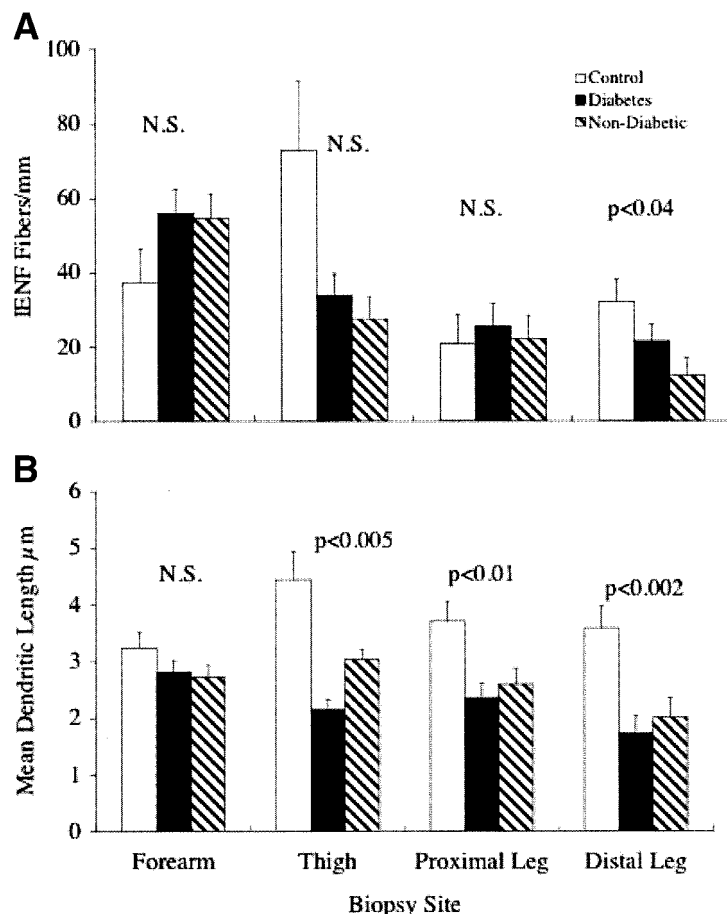 A
100
80
60
40
20
0
IENF Fibers/mm
N.S.
N.S.
N.S.
p<0.04
Control
Diabetes
Non-Diabetic
B
6
5
4
3
2
1
0
Mean Dendritic Length µm
N.S.
p<0.005
p<0.01
p<0.002
Forearm Thigh Proximal Leg Distal Leg
Biopsy Site